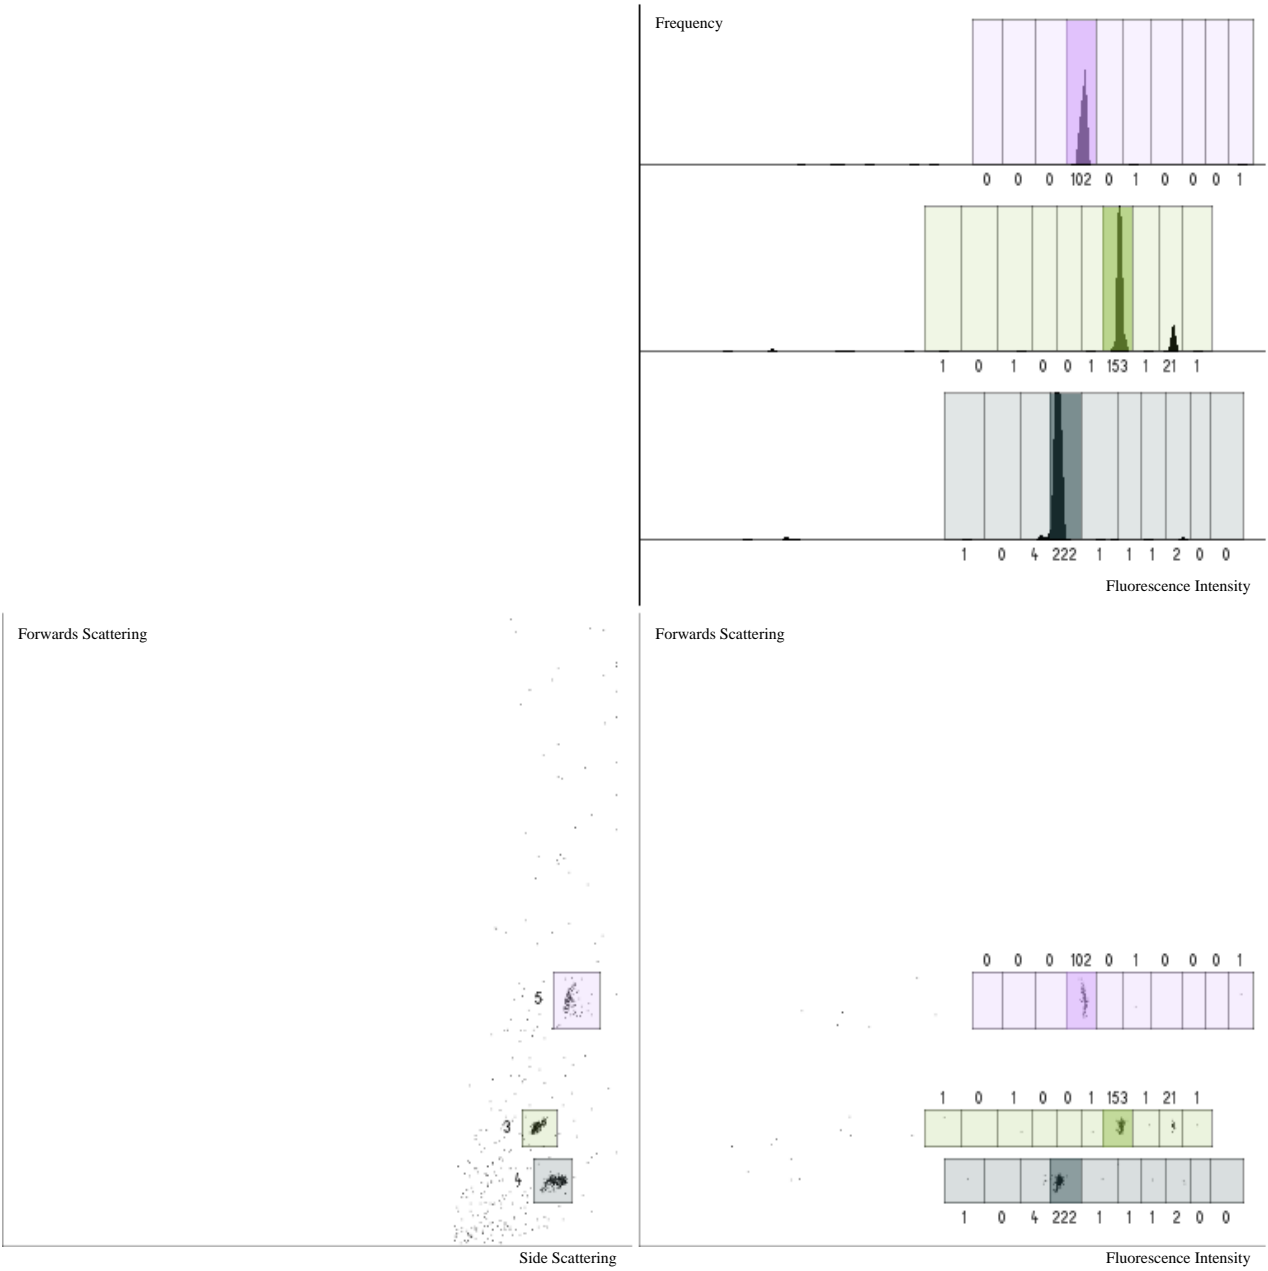 Frequency
0 0 0 102 0 1 0 0 0 1
1 0 1 0 0 1 153 1 21 1
1 0 4 222 1 1 1 2 0 0
Fluorescence Intensity
Forwards Scattering
5
3
4
Side Scattering
Forwards Scattering
0 0 0 102 0 1 0 0 0 1
1 0 1 0 0 1 153 1 21 1
1 0 4 222 1 1 1 2 0 0
Fluorescence Intensity